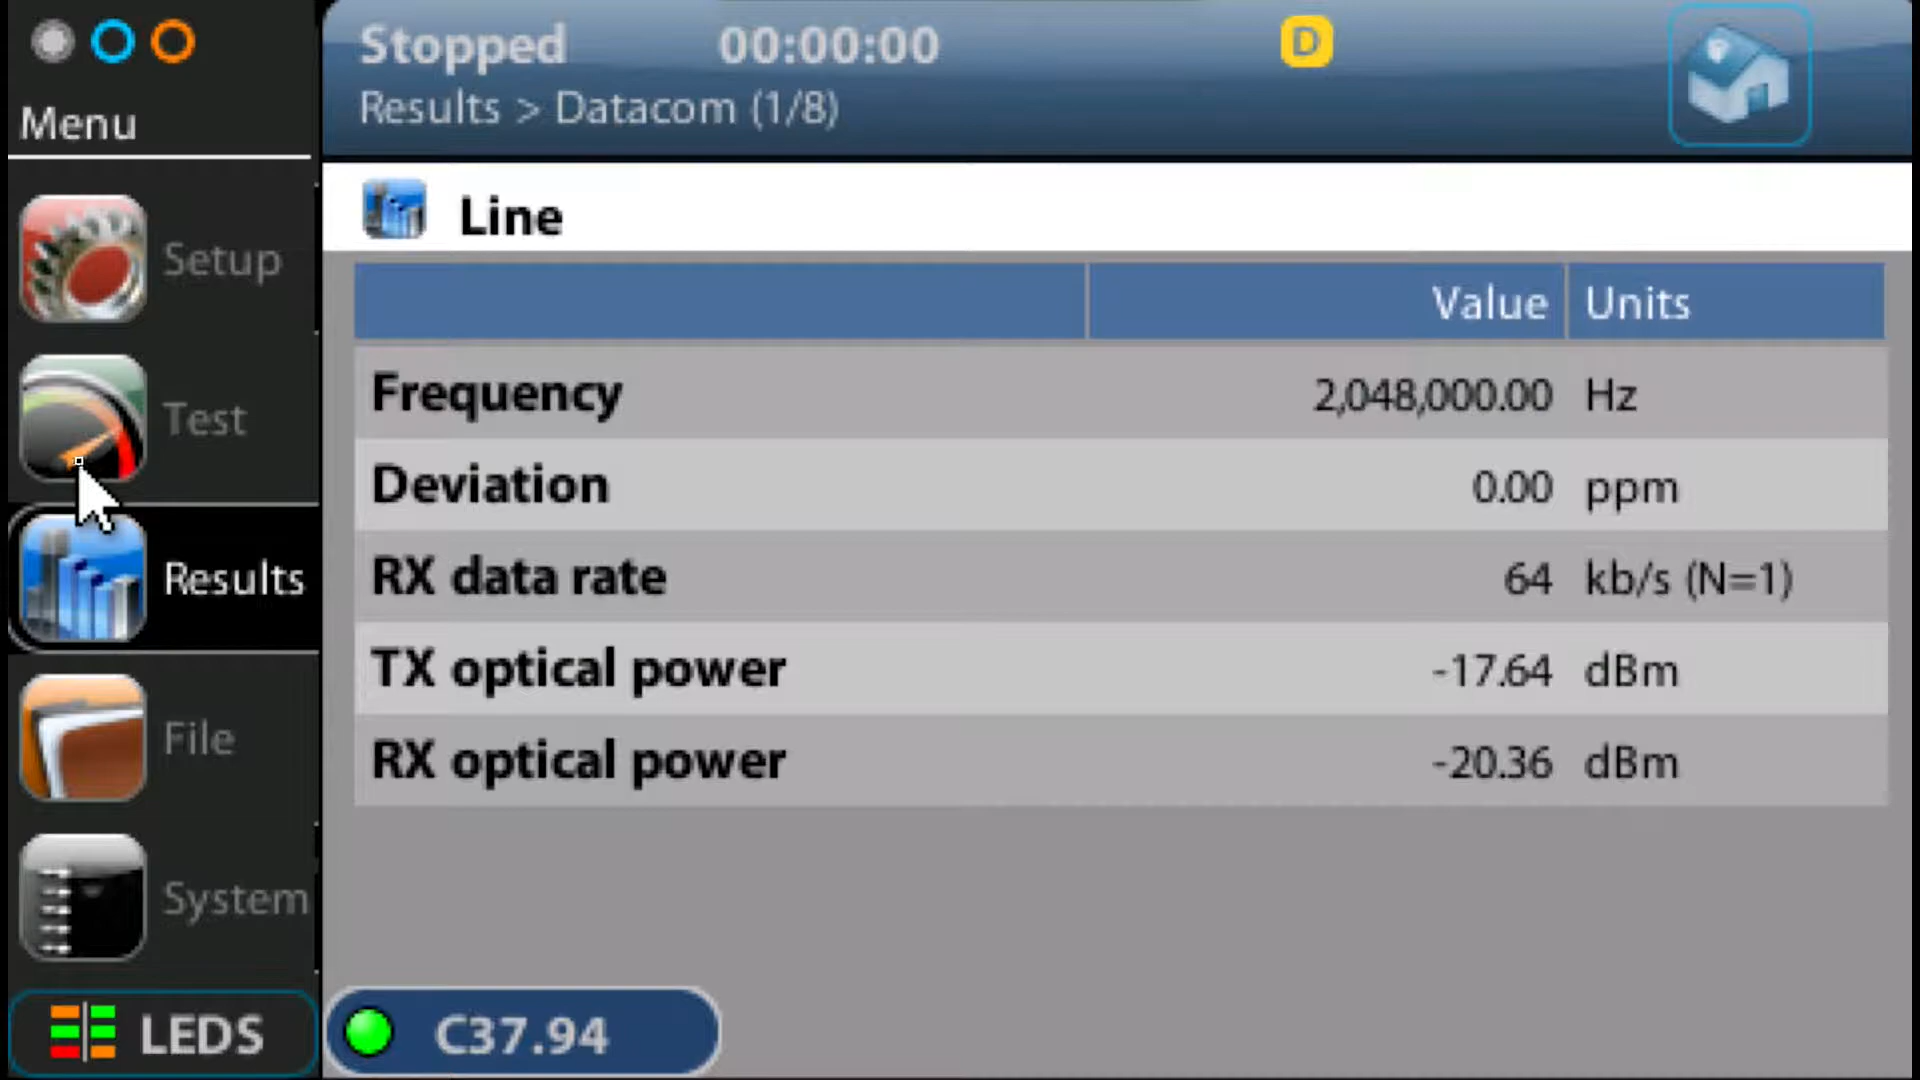 Menu
Setup
Test
Results
File
System
LEDS
Stopped 00:00:00 D
Results > Datacom (1/8)
Line
Value Units
Frequency 2,048,000.00 Hz
Deviation 0.00 ppm
RX data rate 64 kb/s (N=1)
TX optical power -17.64 dBm
RX optical power -20.36 dBm
C37.94